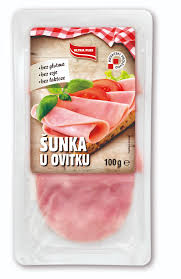 • bez glutena
• bez soje
• bez laktoze
ŠUNKA
U OVITKU
100g e